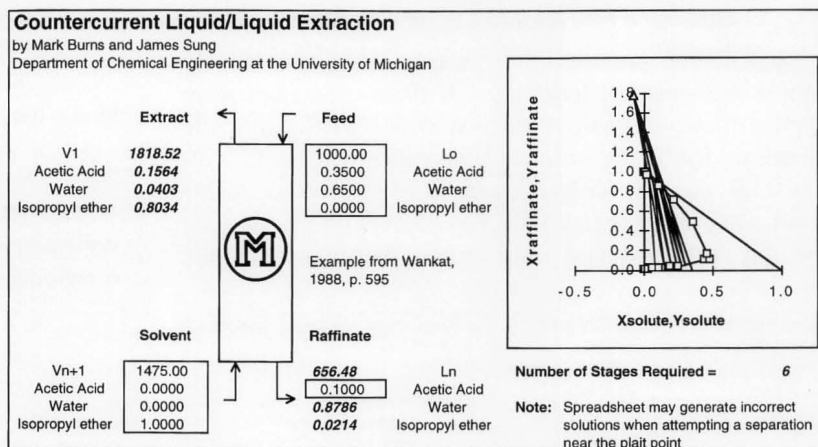 Countercurrent Liquid/Liquid Extraction
by Mark Burns and James Sung
Department of Chemical Engineering at the University of Michigan
Extract Feed
V1 1818.52 1000.00 Lo
Acetic Acid 0.1564 0.3500 Acetic Acid
Water 0.0403 0.6500 Water
Isopropyl ether 0.8034 0.0000 Isopropyl ether
M
Example from Wankat,
1988, p. 595
Solvent Raffinate
Vn+1 1475.00 656.48 Ln
Acetic Acid 0.0000 0.1000 Acetic Acid
Water 0.0000 0.8786 Water
Isopropyl ether 1.0000 0.0214 Isopropyl ether
Xraffinate,Yraffinate
1.8
1.6
1.4
1.2
1.0
0.8
0.6
0.4
0.2
0.0
-0.5 0.0 0.5 1.0
Xsolute,Ysolute
Number of Stages Required = 6
Note: Spreadsheet may generate incorrect
solutions when attempting a separation
near the plait point